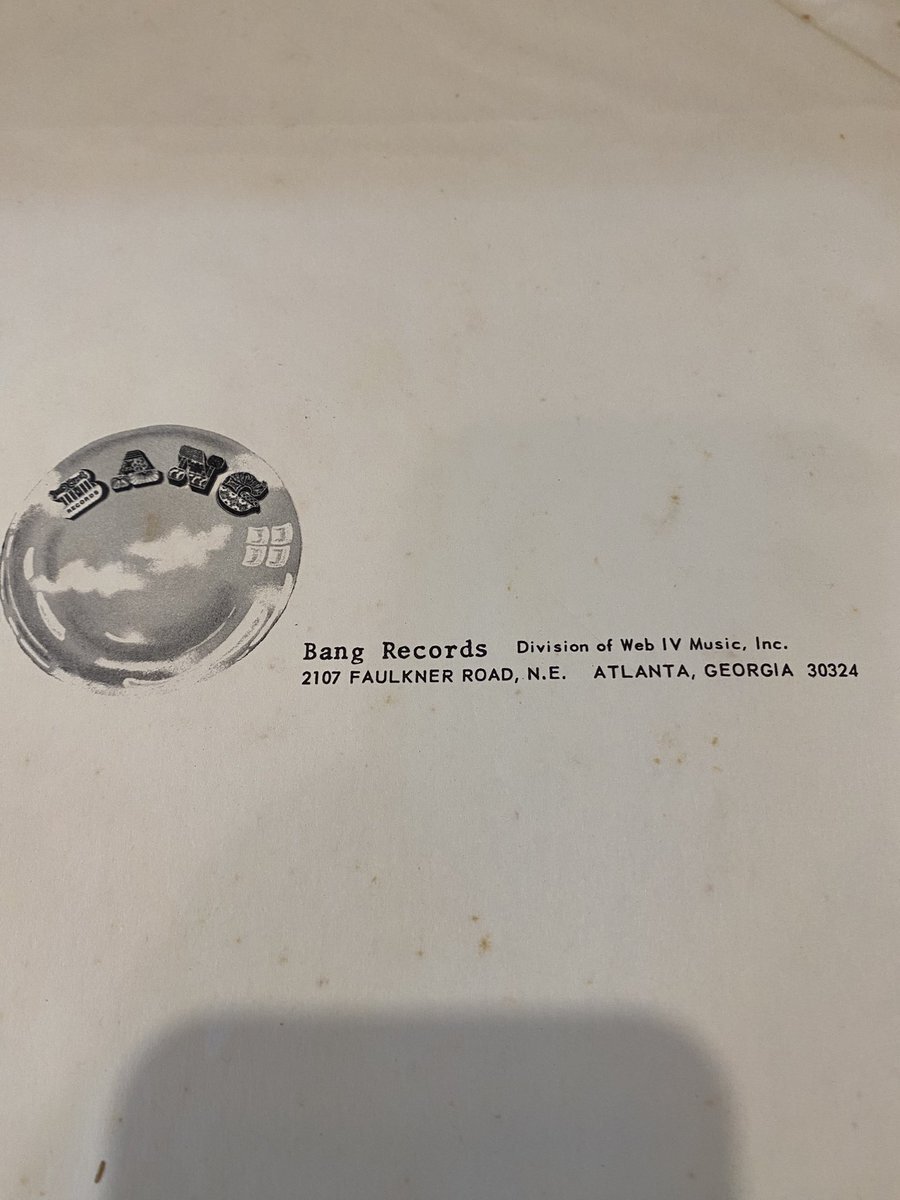 BANG
RECORDS
Bang Records Division of Web IV Music, Inc.
2107 FAULKNER ROAD, N.E. ATLANTA, GEORGIA 30324